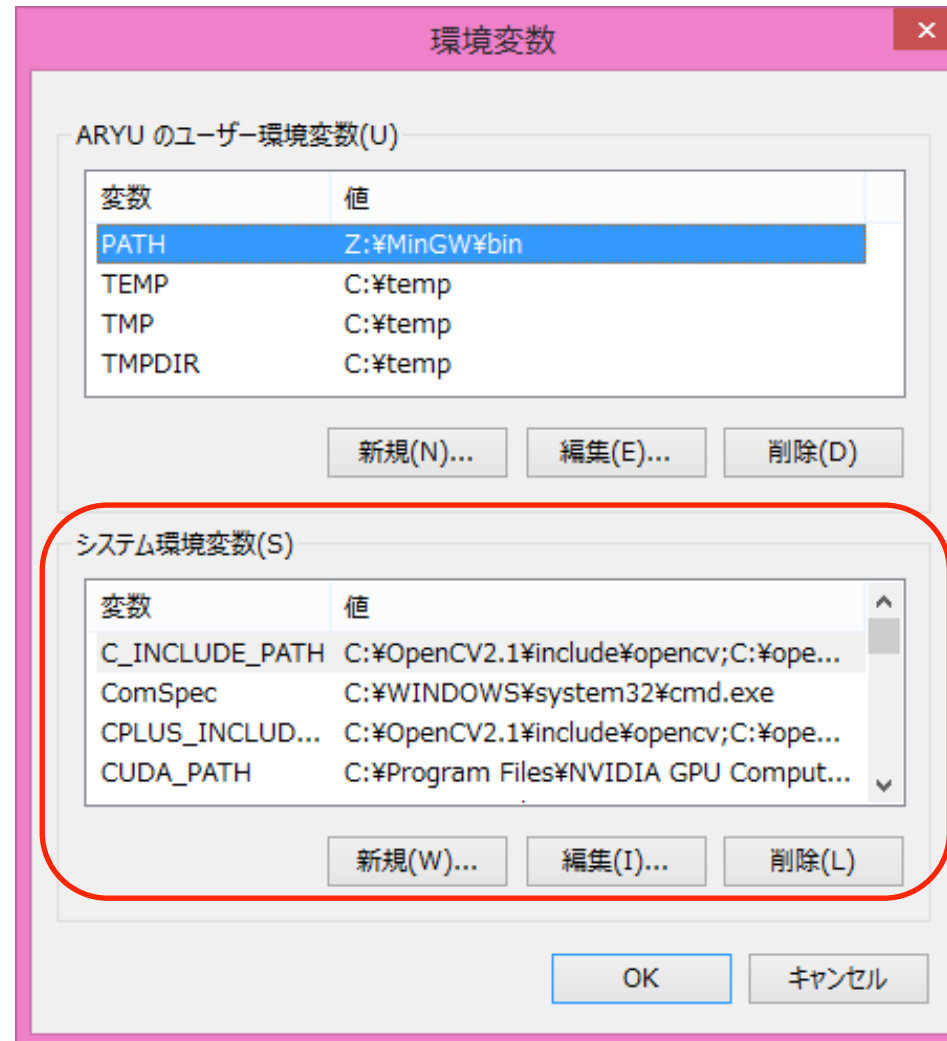 環境変数
ARYU のユーザー環境変数(U)
変数 値
PATH Z:¥MinGW¥bin
TEMP C:¥temp
TMP C:¥temp
TMPDIR C:¥temp
新規(N)... 編集(E)... 削除(D)
システム環境変数(S)
変数 値
C_INCLUDE_PATH C:¥OpenCV2.1¥include¥opencv;C:¥ope...
ComSpec C:¥WINDOWS¥system32¥cmd.exe
CPLUS_INCLUD... C:¥OpenCV2.1¥include¥opencv;C:¥ope...
CUDA_PATH C:¥Program Files¥NVIDIA GPU Comput...
新規(W)... 編集(I)... 削除(L)
OK キャンセル